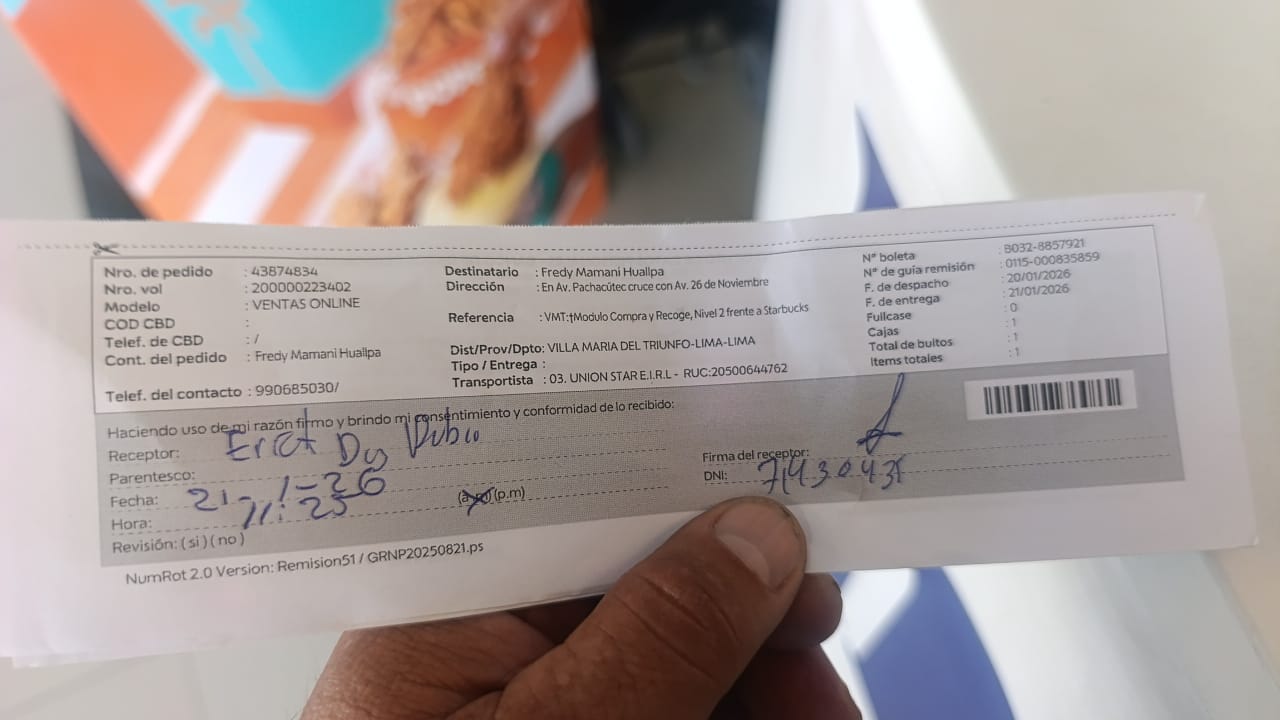 Nro. de pedido : 43874834
Nro. vol : 200000223402
Modelo : VENTAS ONLINE
COD CBD :
Telef. de CBD : /
Cont. del pedido : Fredy Mamani Huallpa
Telef. del contacto : 990685030/
Destinatario : Fredy Mamani Huallpa
Dirección : En Av. Pachacútec cruce con Av. 26 de Noviembre
Referencia : VMT:†Modulo Compra y Recoge, Nivel 2 frente a Starbucks
Dist/Prov/Dpto: VILLA MARIA DEL TRIUNFO-LIMA-LIMA
Tipo / Entrega :
Transportista : 03. UNION STAR E.I.R.L - RUC:20500644762
N° boleta : B032-8857921
N° de guía remisión : 0115-000835859
F. de despacho : 20/01/2026
F. de entrega : 21/01/2026
Fullcase : 0
Cajas : 1
Total de bultos : 1
Items totales : 1
Haciendo uso de mi razón firmo y brindo mi consentimiento y conformidad de lo recibido:
Receptor:
Parentesco:
Fecha: 21-1-26
Hora: 11:25 (a.m) (p.m)
Revisión: ( si ) ( no )
Firma del receptor:
DNI:
NumRot 2.0 Version: Remision51 / GRNP20250821.ps